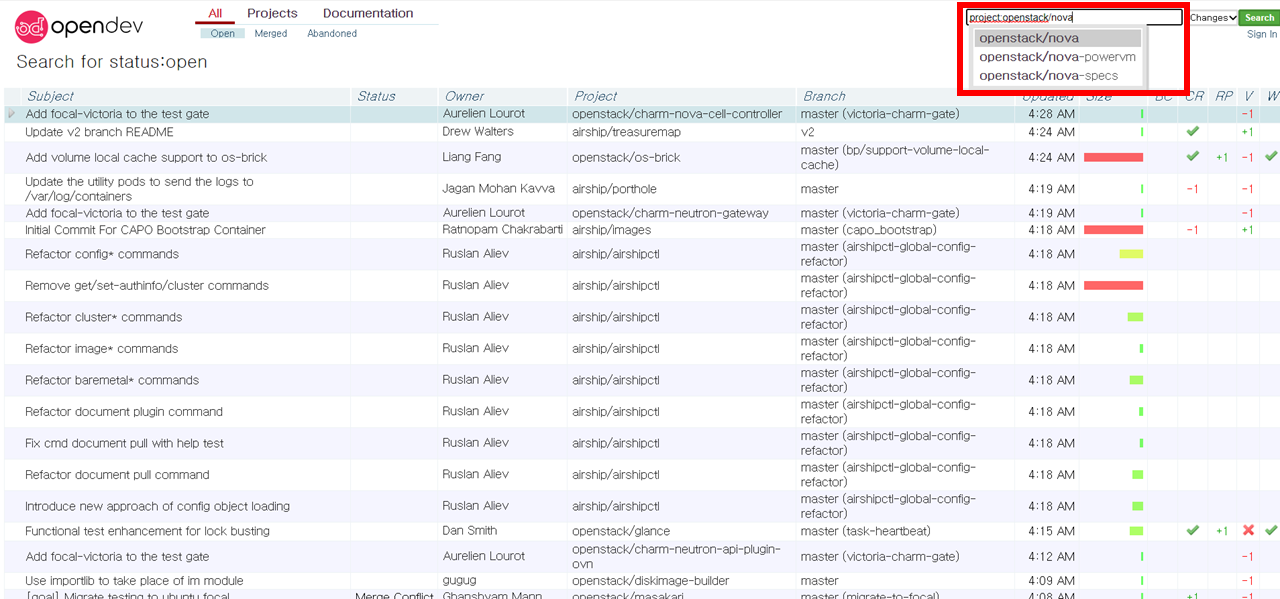 opendev
All Projects Documentation
project:openstack/nova Changes Search
Open Merged Abandoned
openstack/nova
Sign In
openstack/nova-powervm
openstack/nova-specs
Search for status:open
Subject Status Owner Project Branch Updated Size BC CR RP V W
Add focal-victoria to the test gate Aurelien Lourot openstack/charm-nova-cell-controller master (victoria-charm-gate) 4:28 AM -1
Update v2 branch README Drew Walters airship/treasuremap v2 4:24 AM +1
Add volume local cache support to os-brick Liang Fang openstack/os-brick master (bp/support-volume-local-
cache) 4:24 AM +1 -1
Update the utility pods to send the logs to
/var/log/containers Jagan Mohan Kavva airship/porthole master 4:19 AM -1 -1
Add focal-victoria to the test gate Aurelien Lourot openstack/charm-neutron-gateway master (victoria-charm-gate) 4:19 AM -1
Initial Commit For CAPO Bootstrap Container Ratnopam Chakrabarti airship/images master (capo_bootstrap) 4:18 AM -1 +1
Refactor config* commands Ruslan Aliev airship/airshipctl master (airshipctl-global-config-
refactor) 4:18 AM
Remove get/set-authinfo/cluster commands Ruslan Aliev airship/airshipctl master (airshipctl-global-config-
refactor) 4:18 AM
Refactor cluster* commands Ruslan Aliev airship/airshipctl master (airshipctl-global-config-
refactor) 4:18 AM
Refactor image* commands Ruslan Aliev airship/airshipctl master (airshipctl-global-config-
refactor) 4:18 AM
Refactor baremetal* commands Ruslan Aliev airship/airshipctl master (airshipctl-global-config-
refactor) 4:18 AM
Refactor document plugin command Ruslan Aliev airship/airshipctl master (airshipctl-global-config-
refactor) 4:18 AM
Fix cmd document pull with help test Ruslan Aliev airship/airshipctl master (airshipctl-global-config-
refactor) 4:18 AM
Refactor document pull command Ruslan Aliev airship/airshipctl master (airshipctl-global-config-
refactor) 4:18 AM
Introduce new approach of config object loading Ruslan Aliev airship/airshipctl master (airshipctl-global-config-
refactor) 4:18 AM
Functional test enhancement for lock busting Dan Smith openstack/glance master (task-heartbeat) 4:15 AM +1
Add focal-victoria to the test gate Aurelien Lourot openstack/charm-neutron-api-plugin-
ovn master (victoria-charm-gate) 4:12 AM -1
Use importlib to take place of im module gugug openstack/diskimage-builder master 4:09 AM -1
[goal] Migrate testing to ubuntu focal Merge Conflict Ghanshyam Mann openstack/masakari master (migrate-to-focal) 4:08 AM +1 -1